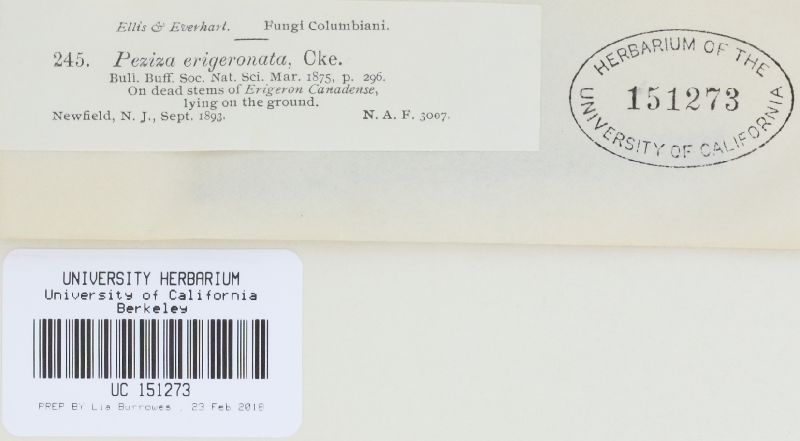 Ellis & Everhart. Fungi Columbiani.
245. Peziza erigeronata, Cke.
Bull. Buff. Soc. Nat. Sci. Mar. 1875, p. 296.
On dead stems of Erigeron Canadense,
lying on the ground.
Newfield, N. J., Sept. 1893. N. A. F. 3007.
HERBARIUM OF THE
151273
UNIVERSITY OF CALIFORNIA
UNIVERSITY HERBARIUM
University of California
Berkeley
UC 151273
PREP BY Lia Burrowes , 23 Feb 2018